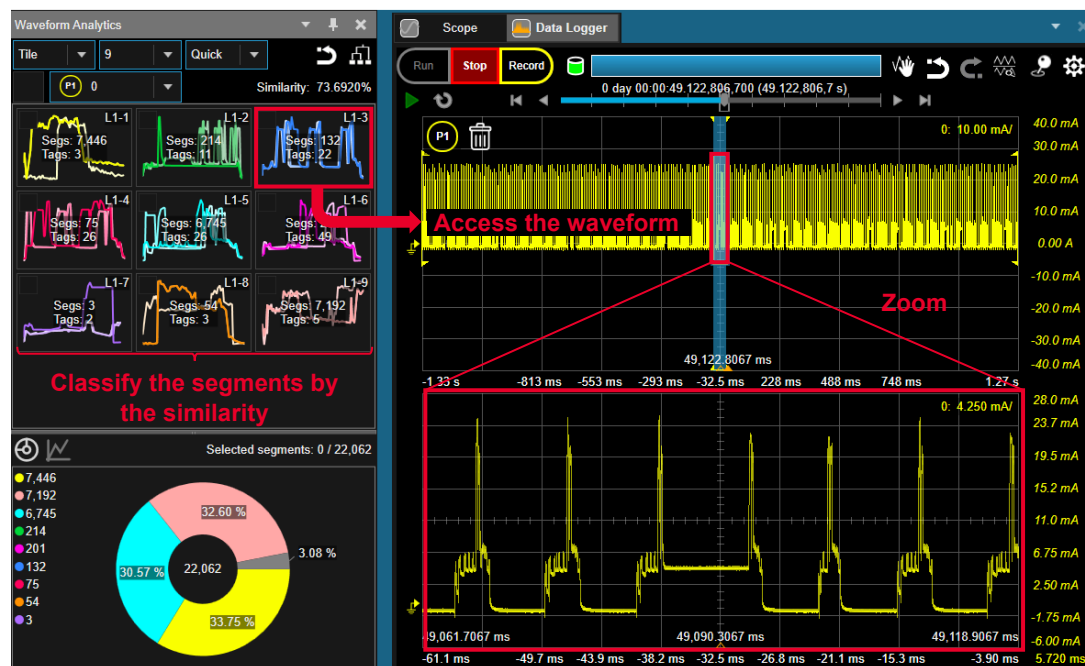 Waveform Analytics
Tile 9 Quick
P1 0 Similarity: 73.6920%
L1-1
Segs: 7,446
Tags: 3
L1-2
Segs: 214
Tags: 11
L1-3
Segs: 132
Tags: 22
L1-4
Segs: 75
Tags: 26
L1-5
Segs: 6,745
Tags: 26
L1-6
Tags: 49
L1-7
Segs: 3
Tags: 2
L1-8
Segs: 54
Tags: 3
L1-9
Segs: 7,192
Tags: 5
Classify the segments by
the similarity
Selected segments: 0 / 22,062
7,446
7,192
6,745
214
201
132
75
54
3
32.60 %
3.08 %
30.57 %
22,062
33.75 %
Scope Data Logger
Run Stop Record
0 day 00:00:49.122,806,700 (49.122,806,7 s)
P1
0: 10.00 mA/
40.0 mA
30.0 mA
20.0 mA
10.0 mA
0.00 A
-10.0 mA
-20.0 mA
-30.0 mA
-40.0 mA
Access the waveform
Zoom
49,122.8067 ms
-1.33 s -813 ms -553 ms -293 ms -32.5 ms 228 ms 488 ms 748 ms 1.27 s
0: 4.250 mA/
28.0 mA
23.7 mA
19.5 mA
15.2 mA
11.0 mA
6.75 mA
2.50 mA
-1.75 mA
-6.00 mA
49,061.7067 ms 49,090.3067 ms 49,118.9067 ms
-61.1 ms -49.7 ms -43.9 ms -38.2 ms -32.5 ms -26.8 ms -21.1 ms -15.3 ms -3.90 ms 5.720 ms